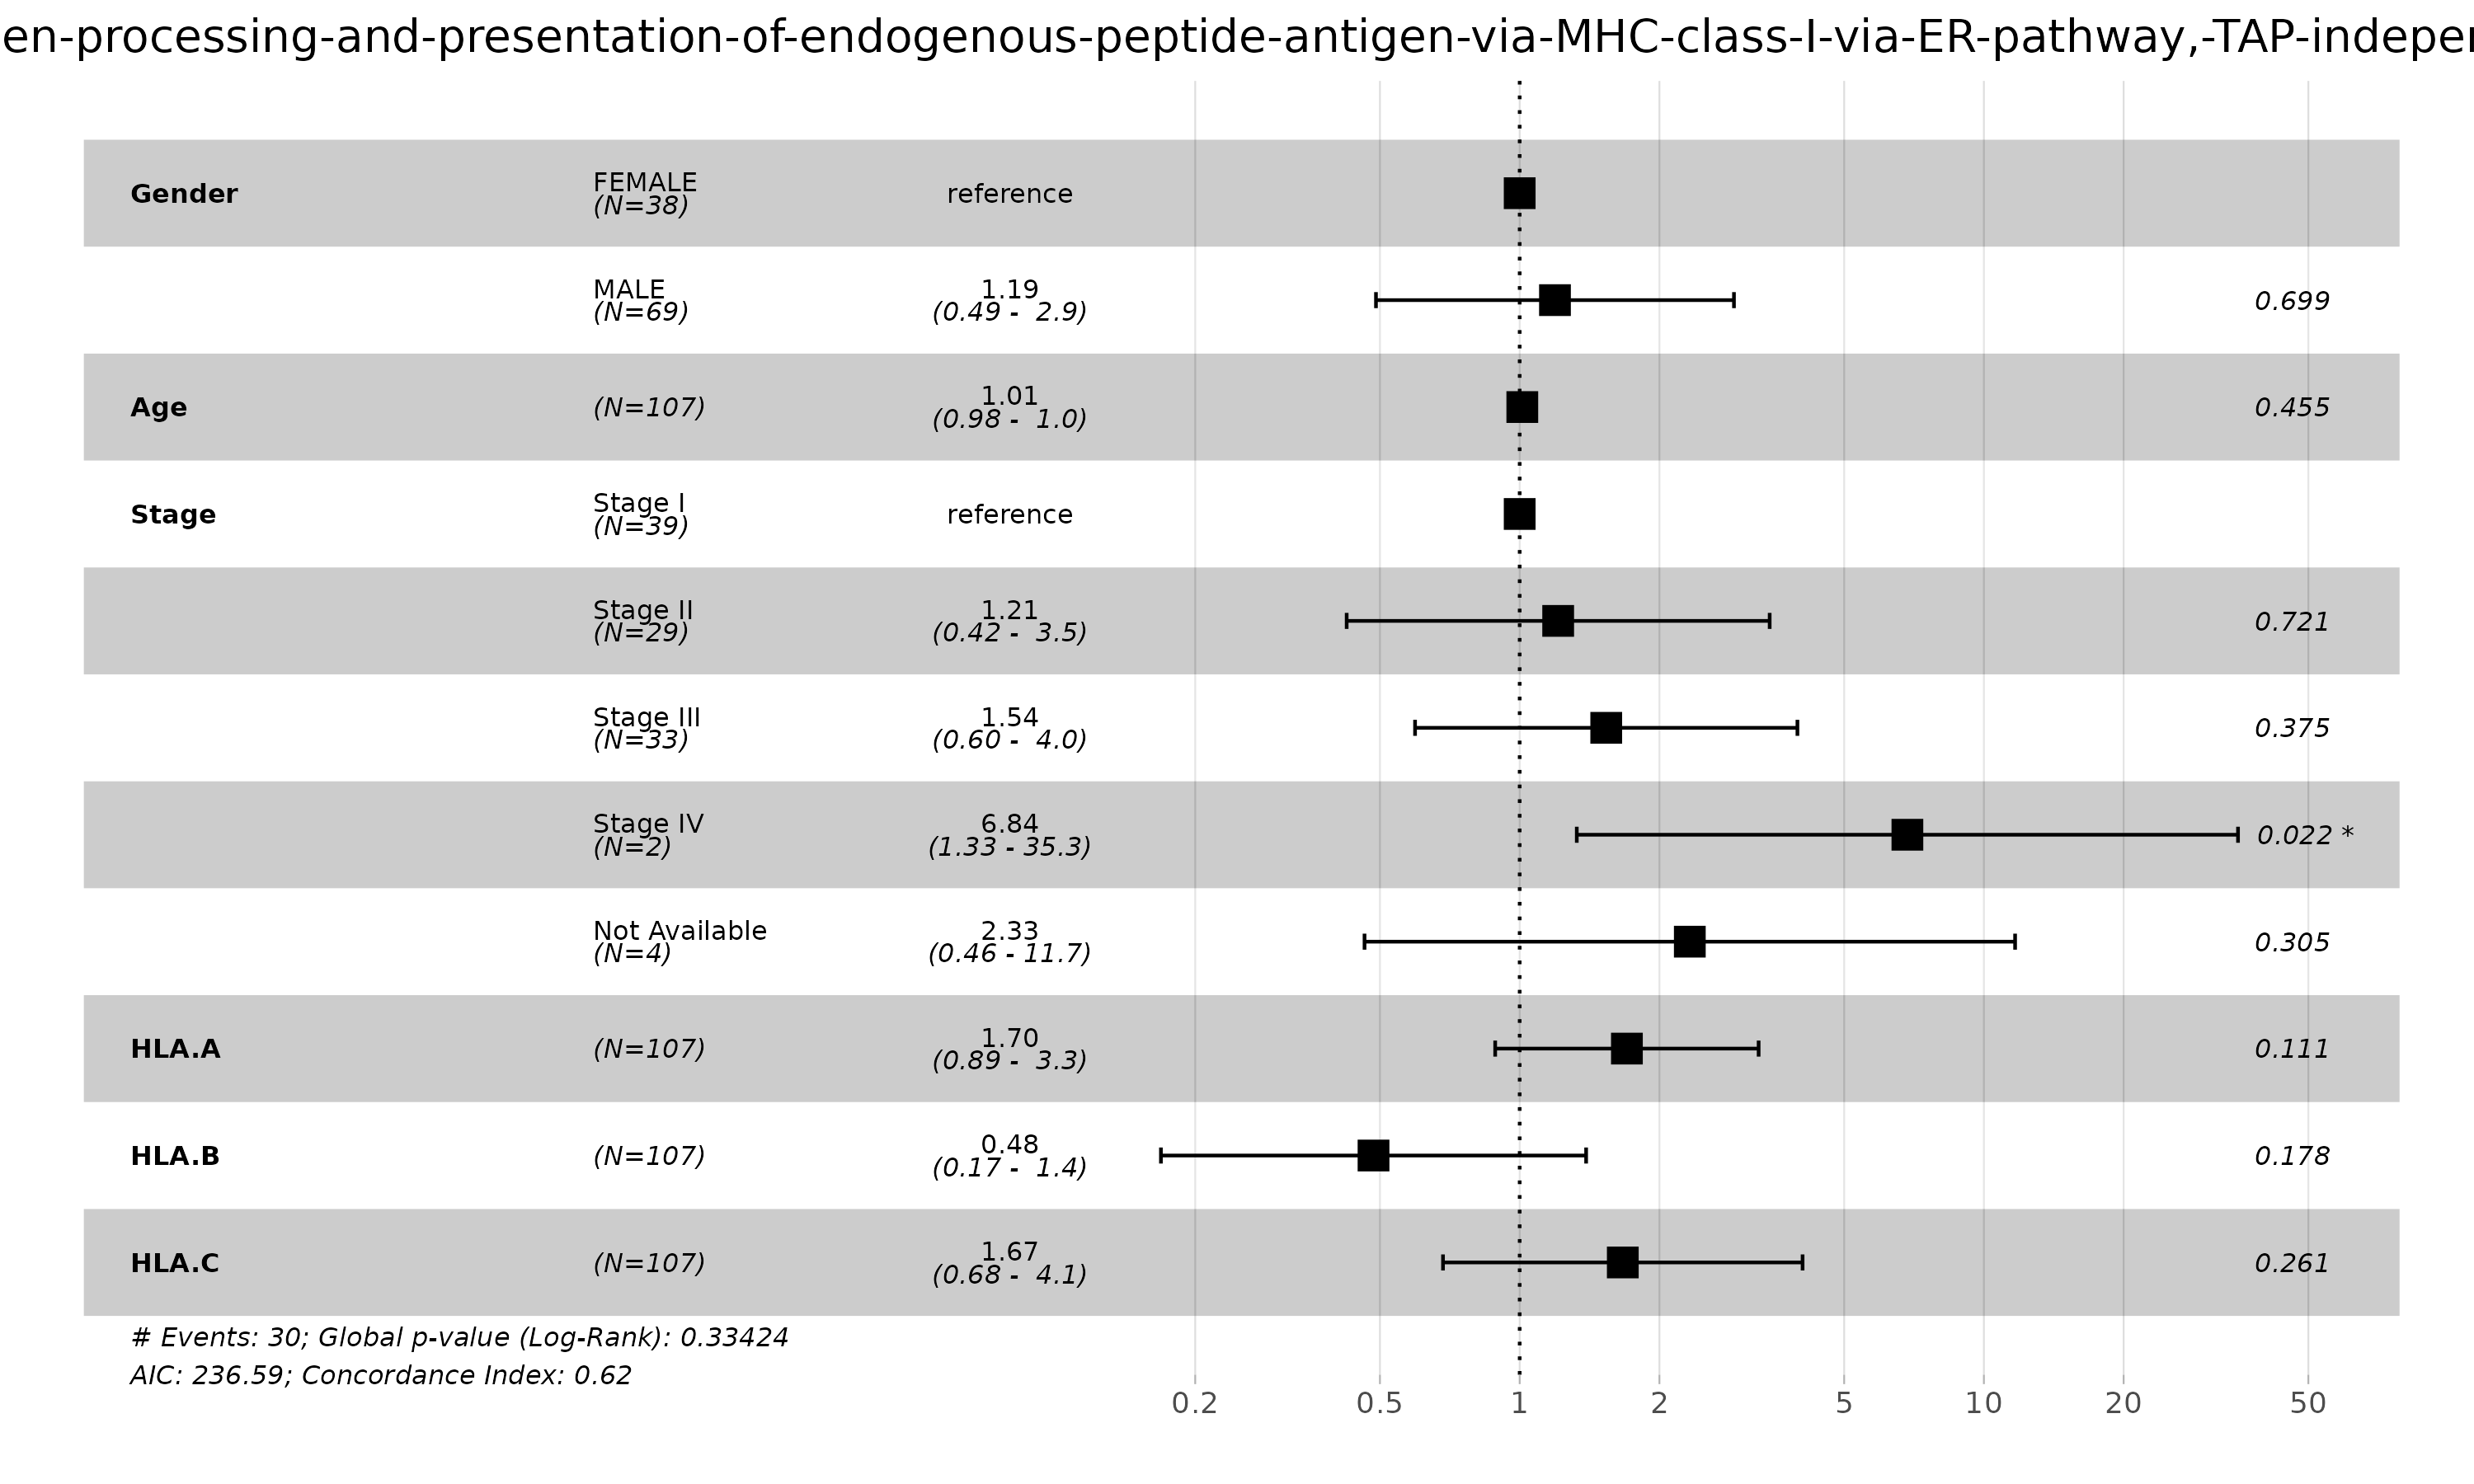 en-processing-and-presentation-of-endogenous-peptide-antigen-via-MHC-class-I-via-ER-pathway,-TAP-indepe
Gender FEMALE reference
(N=38)
MALE 1.19
(N=69) (0.49 - 2.9) 0.699
Age (N=107) 1.01 0.455
(0.98 - 1.0)
Stage Stage I reference
(N=39)
Stage II 1.21
(N=29) (0.42 - 3.5) 0.721
Stage III 1.54
(N=33) (0.60 - 4.0) 0.375
Stage IV 6.84
(N=2) (1.33 - 35.3) 0.022 *
Not Available 2.33
(N=4) (0.46 - 11.7) 0.305
HLA.A (N=107) 1.70 0.111
(0.89 - 3.3)
HLA.B (N=107) 0.48 0.178
(0.17 - 1.4)
HLA.C (N=107) 1.67 0.261
(0.68 - 4.1)
# Events: 30; Global p-value (Log-Rank): 0.33424
AIC: 236.59; Concordance Index: 0.62
0.2 0.5 1 2 5 10 20 50